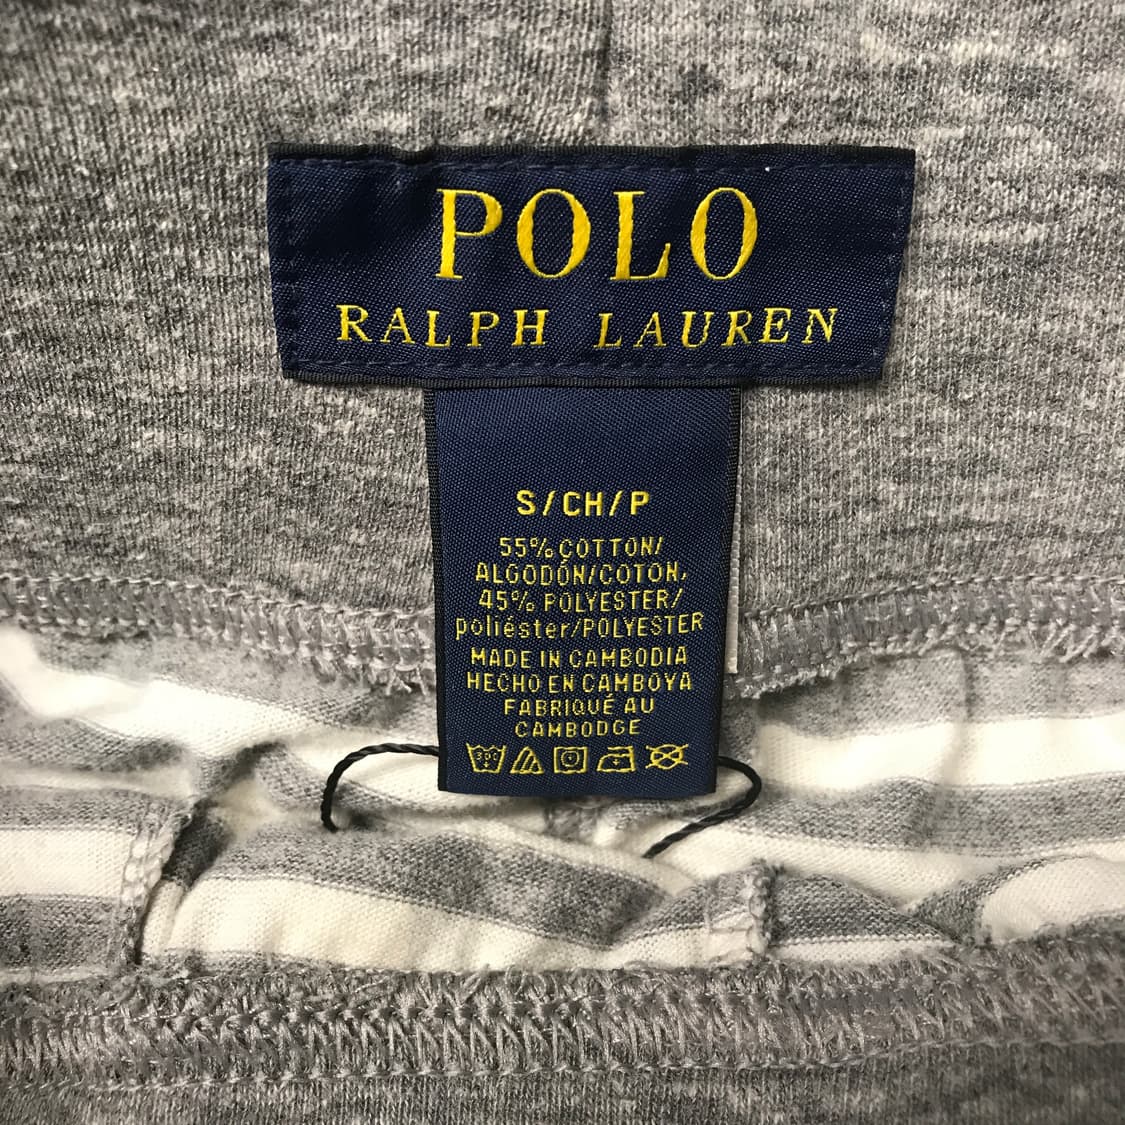 POLO
RALPH LAUREN
S/CH/P
55% COTTON/
ALGODÓN/COTON,
45% POLYESTER/
poliéster/POLYESTER
MADE IN CAMBODIA
HECHO EN CAMBOYA
FABRIQUÉ AU
CAMBODGE